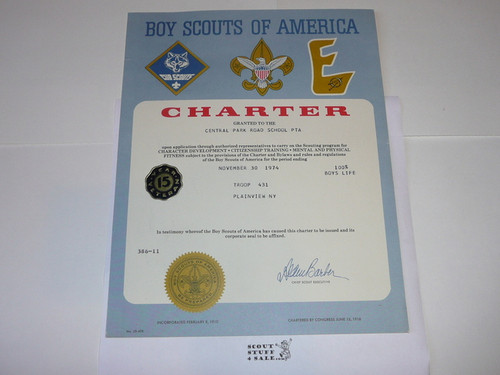 BOY SCOUTS OF AMERICA
CUB SCOUTS
E
CHARTER
GRANTED TO THE
CENTRAL PARK ROAD SCHOOL PTA
upon application through authorized representatives to carry on the Scouting program for
CHARACTER DEVELOPMENT • CITIZENSHIP TRAINING • MENTAL AND PHYSICAL
FITNESS subject to the provisions of the Charter and Bylaws and rules and regulations
of the Boy Scouts of America for the period ending
NOVEMBER 30 1974
100%
BOYS LIFE
15
YEAR
VETERAN
TROOP 431
PLAINVIEW NY
In testimony whereof the Boy Scouts of America has caused this charter to be issued and its
corporate seal to be affixed.
386-11
Alden Barber
CHIEF SCOUT EXECUTIVE
INCORPORATED FEBRUARY 8, 1910
CHARTERED BY CONGRESS JUNE 15, 1916
SCOUT
STUFF
4 SALE